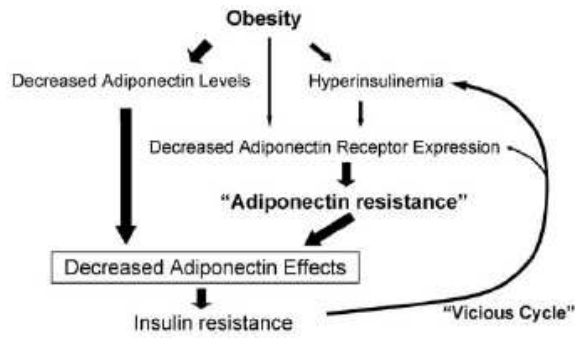 Obesity
Decreased Adiponectin Levels
Hyperinsulinemia
Decreased Adiponectin Receptor Expression
“Adiponectin resistance”
Decreased Adiponectin Effects
“Vicious Cycle”
Insulin resistance